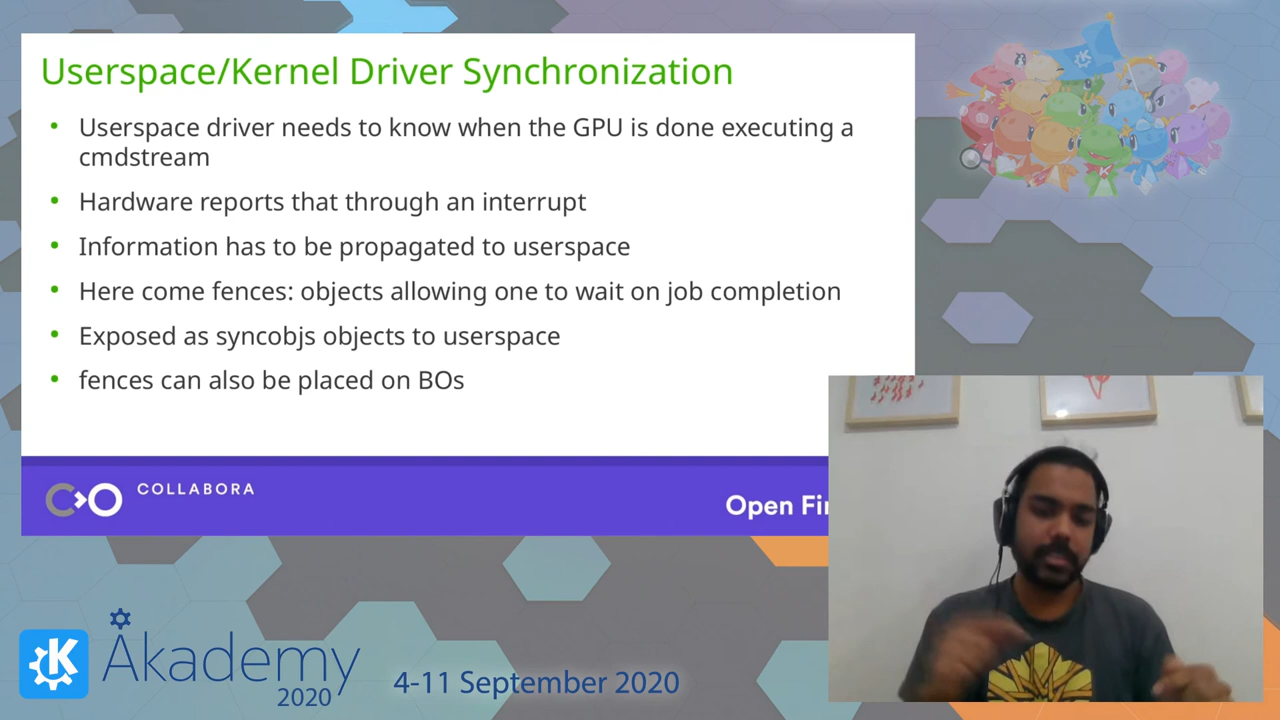 Userspace/Kernel Driver Synchronization
• Userspace driver needs to know when the GPU is done executing a
cmdstream
• Hardware reports that through an interrupt
• Information has to be propagated to userspace
• Here come fences: objects allowing one to wait on job completion
• Exposed as syncobjs objects to userspace
• fences can also be placed on BOs
COLLABORA
Open Fir
K
Akademy
2020
4-11 September 2020